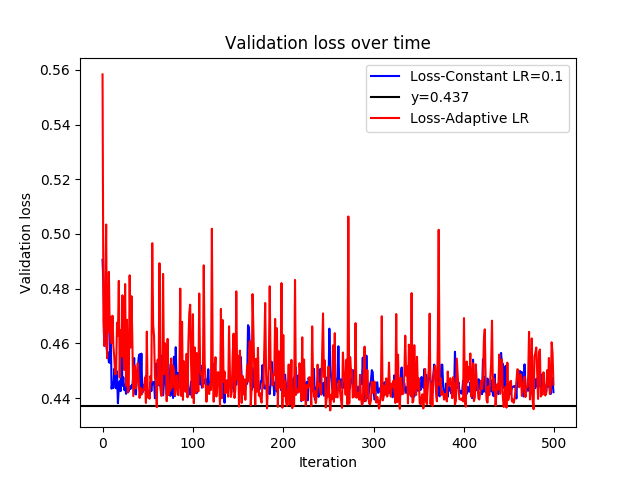 Validation loss over time
Loss-Constant LR=0.1
y=0.437
Loss-Adaptive LR
0.56
0.54
0.52
0.50
0.48
0.46
0.44
Validation loss
0
100
200
300
400
500
Iteration